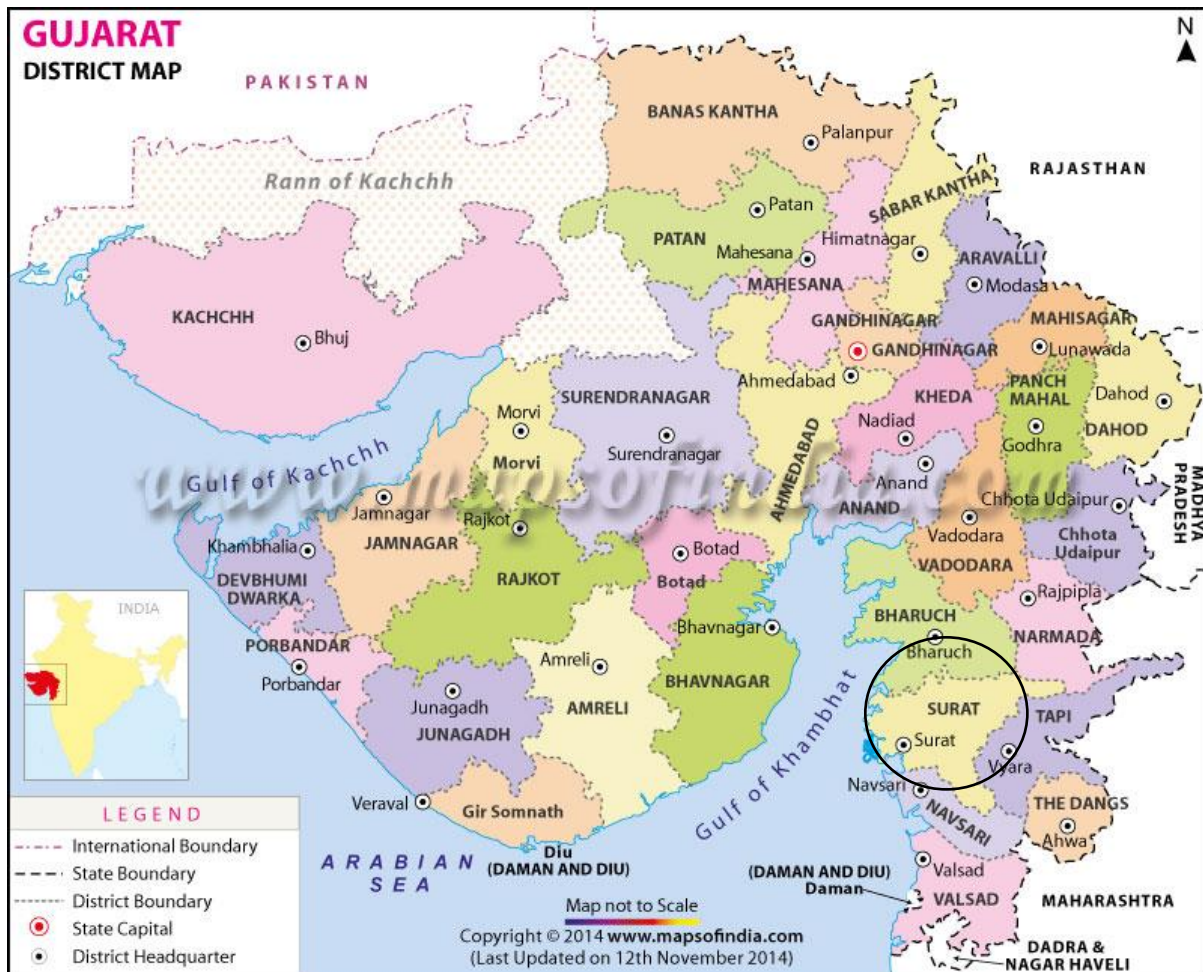 GUJARAT
DISTRICT MAP
N
PAKISTAN
BANAS KANTHA
Palanpur
RAJASTHAN
Rann of Kachchh
SABAR KANTHA
Patan
PATAN
Himatnagar
Mahesana
ARAVALLI
MAHESANA
Modasa
KACHCHH
Bhuj
GANDHINAGAR
MAHISAGAR
GANDHINAGAR
Lunawada
Ahmedabad
PANCH
MAHAL
Dahod
SURENDRANAGAR
KHEDA
Morvi
Nadiad
DAHOD
Surendranagar
Godhra
Morvi
AHMEDABAD
Gulf of Kachchh
www.mapsofindia.com
Anand
MADHYA
PRADESH
Jamnagar
ANAND
Chhota Udaipur
Rajkot
Vadodara
Chhota
Udaipur
JAMNAGAR
Khambhalia
Botad
VADODARA
DEVBHUMI
DWARKA
RAJKOT
Botad
Rajpipla
INDIA
BHARUCH
Bhavnagar
NARMADA
PORBANDAR
Bharuch
Porbandar
Amreli
BHAVNAGAR
Junagadh
AMRELI
SURAT
TAPI
JUNAGADH
Surat
Vyara
Gulf of Khambhat
Navsari
Veraval
Gir Somnath
NAVSARI
THE DANGS
Ahwa
LEGEND
International Boundary
State Boundary
District Boundary
State Capital
District Headquarter
ARABIAN
SEA
Diu
(DAMAN AND DIU)
(DAMAN AND DIU)
Daman
Valsad
VALSAD
MAHARASHTRA
DADRA &
NAGAR HAVELI
Map not to Scale
Copyright © 2014 www.mapsofindia.com
(Last Updated on 12th November 2014)